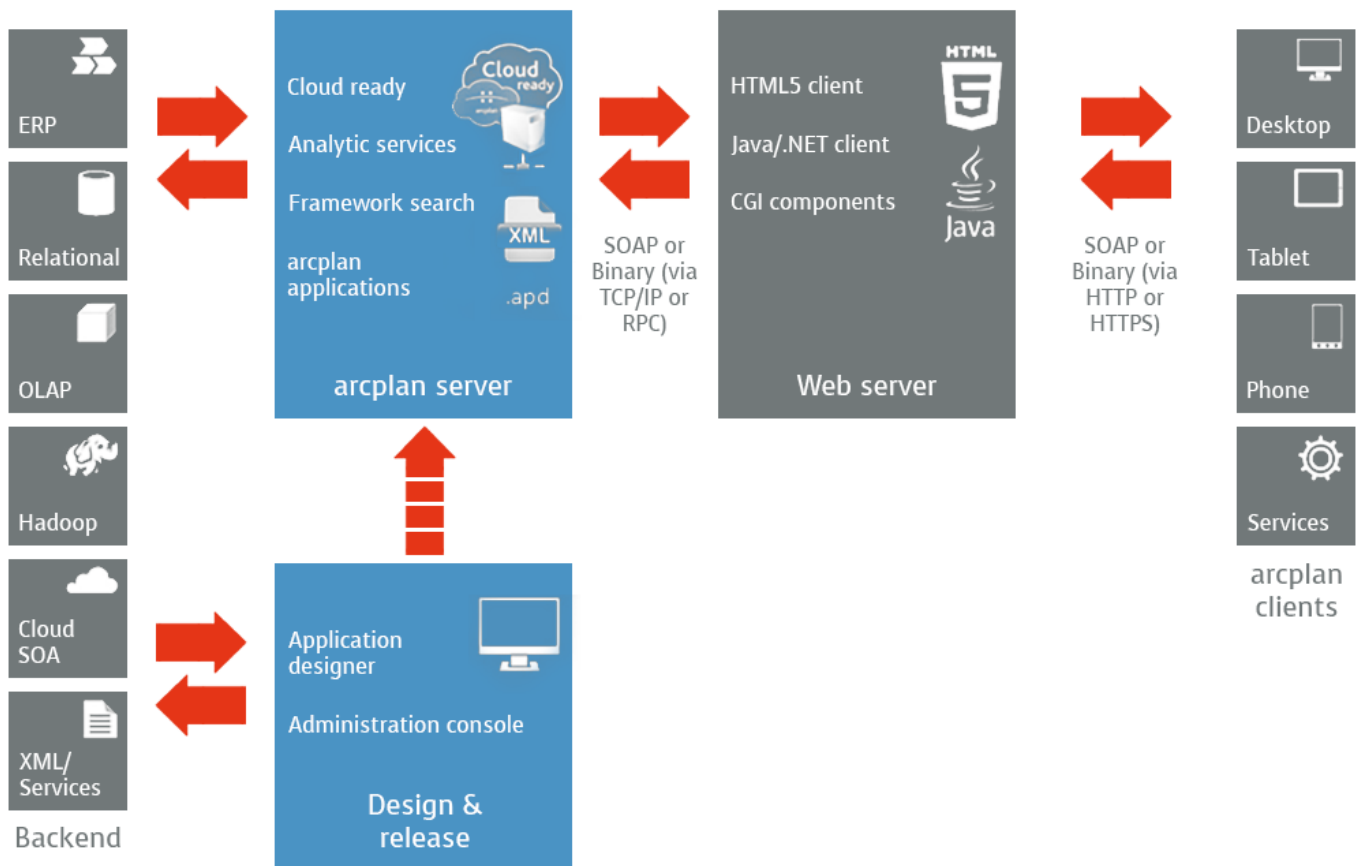 ERP
Relational
OLAP
Hadoop
Cloud
SOA
XML/
Services
Backend
Cloud ready
Analytic services
Framework search
arcplan
applications
Cloud
ready
arcplan
XML
.apd
arcplan server
SOAP or
Binary (via
TCP/IP or
RPC)
HTML5 client
Java/.NET client
CGI components
HTML
5
Java
Web server
SOAP or
Binary (via
HTTP or
HTTPS)
Desktop
Tablet
Phone
Services
arcplan
clients
Application
designer
Administration console
Design &
release